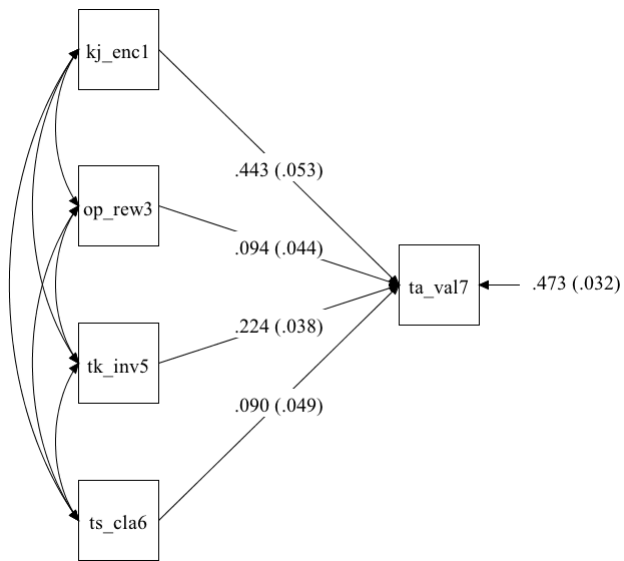 kj_enc1
.443 (.053)
op_rew3
.094 (.044)
ta_val7
.473 (.032)
.224 (.038)
tk_inv5
.090 (.049)
ts_cla6